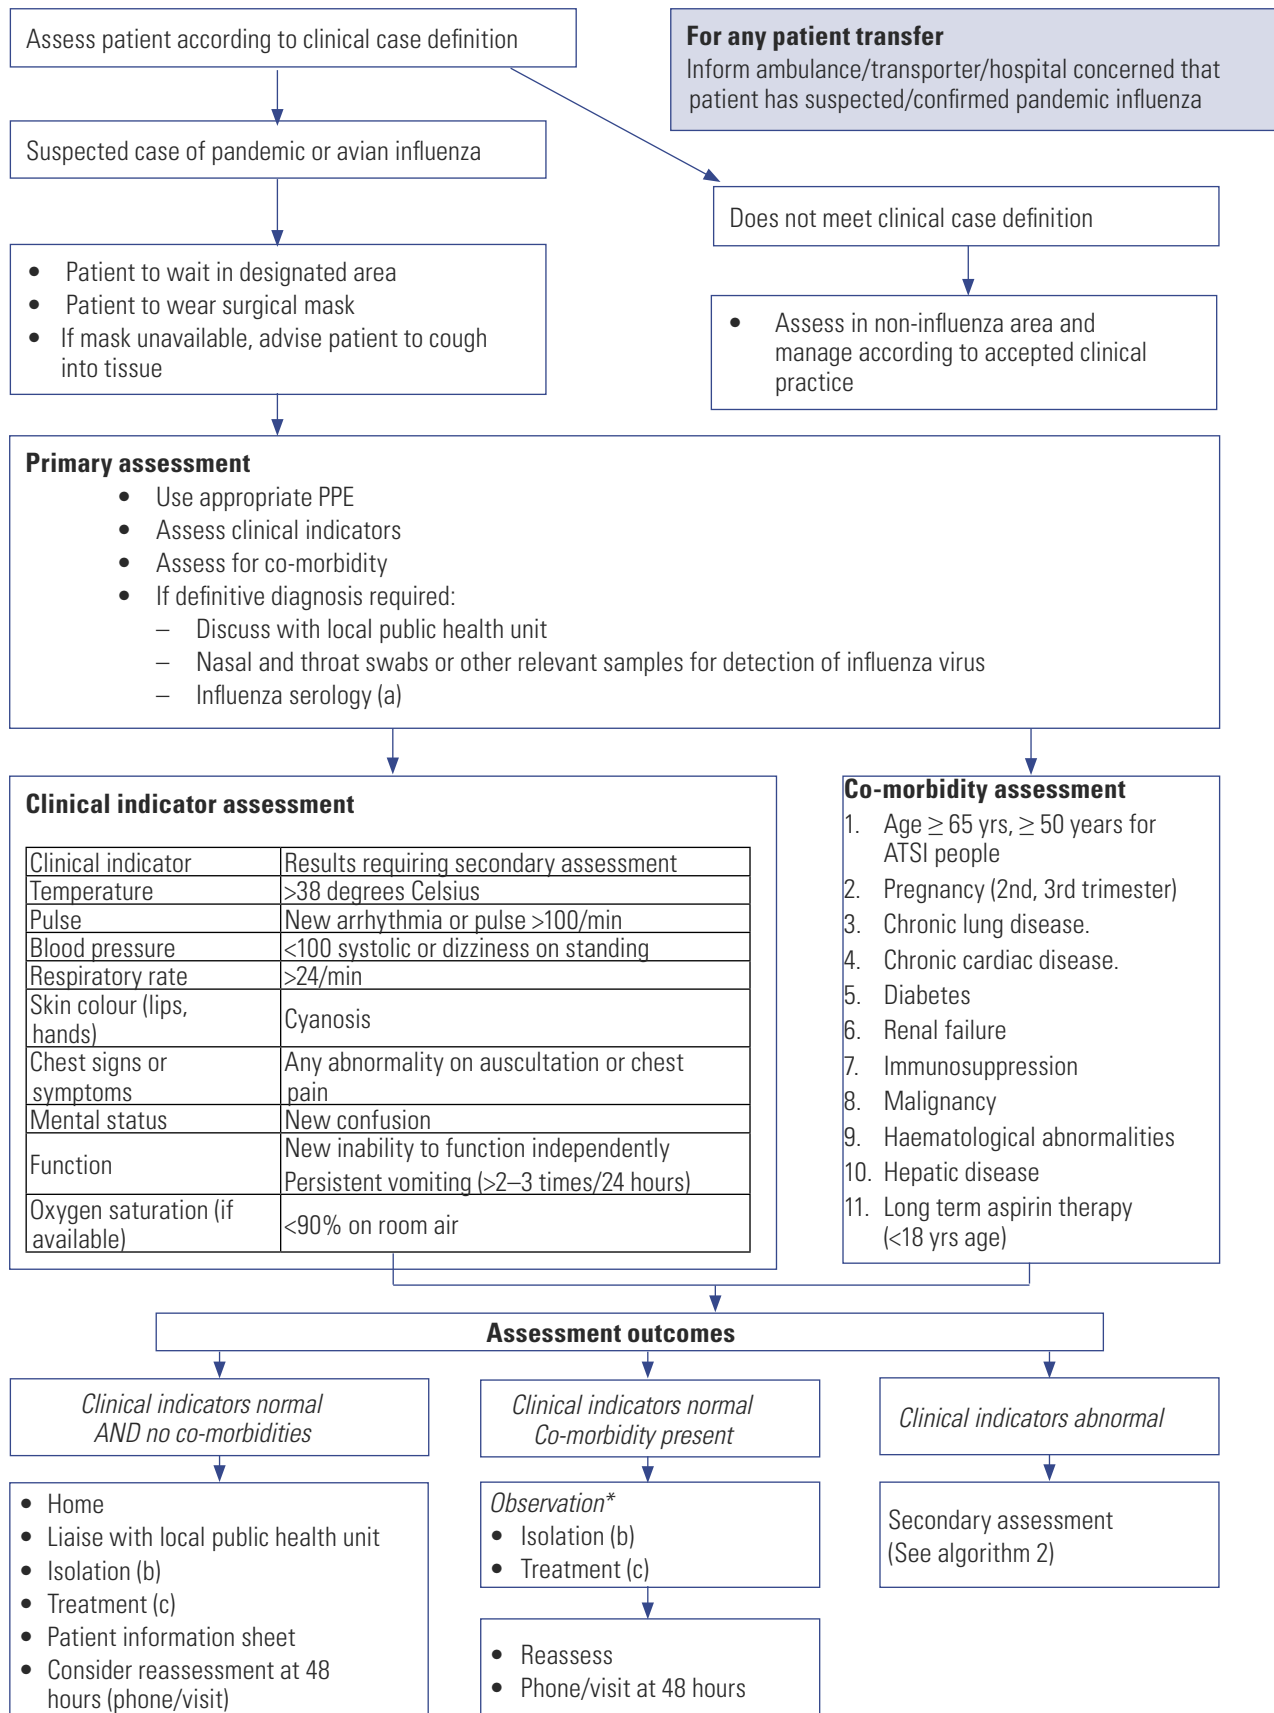 Assess patient according to clinical case definition
For any patient transfer
Inform ambulance/transporter/hospital concerned that
patient has suspected/confirmed pandemic influenza
Suspected case of pandemic or avian influenza
Does not meet clinical case definition
• Patient to wait in designated area
• Patient to wear surgical mask
• If mask unavailable, advise patient to cough
into tissue
• Assess in non-influenza area and
manage according to accepted clinical
practice
Primary assessment
• Use appropriate PPE
• Assess clinical indicators
• Assess for co-morbidity
• If definitive diagnosis required:
– Discuss with local public health unit
– Nasal and throat swabs or other relevant samples for detection of influenza virus
– Influenza serology (a)
Clinical indicator assessment
Clinical indicator Results requiring secondary assessment
Temperature >38 degrees Celsius
Pulse New arrhythmia or pulse >100/min
Blood pressure <100 systolic or dizziness on standing
Respiratory rate >24/min
Skin colour (lips,
hands)
Cyanosis
Chest signs or
symptoms
Any abnormality on auscultation or chest
pain
Mental status New confusion
Function
New inability to function independently
Persistent vomiting (>2–3 times/24 hours)
Oxygen saturation (if
available)
<90% on room air
Co-morbidity assessment
1. Age ≥ 65 yrs, ≥ 50 years for
ATSI people
2. Pregnancy (2nd, 3rd trimester)
3. Chronic lung disease.
4. Chronic cardiac disease.
5. Diabetes
6. Renal failure
7. Immunosuppression
8. Malignancy
9. Haematological abnormalities
10. Hepatic disease
11. Long term aspirin therapy
(<18 yrs age)
Assessment outcomes
Clinical indicators normal
AND no co-morbidities
Clinical indicators normal
Co-morbidity present
Clinical indicators abnormal
• Home
• Liaise with local public health unit
• Isolation (b)
• Treatment (c)
• Patient information sheet
• Consider reassessment at 48
hours (phone/visit)
Observation*
• Isolation (b)
• Treatment (c)
• Reassess
• Phone/visit at 48 hours
Secondary assessment
(See algorithm 2)